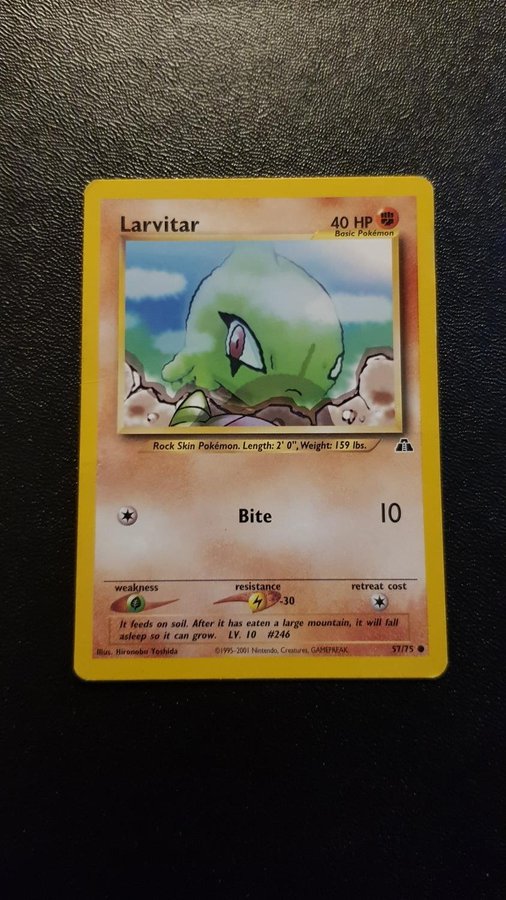 Larvitar 40 HP
Basic Pokémon
Rock Skin Pokémon. Length: 2' 0", Weight: 159 lbs.
Bite 10
weakness resistance retreat cost
-30
It feeds on soil. After it has eaten a large mountain, it will fall
asleep so it can grow. LV. 10 #246
Illus. Hironobu Yoshida ©1995-2001 Nintendo, Creatures, GAMEFREAK. 57/75